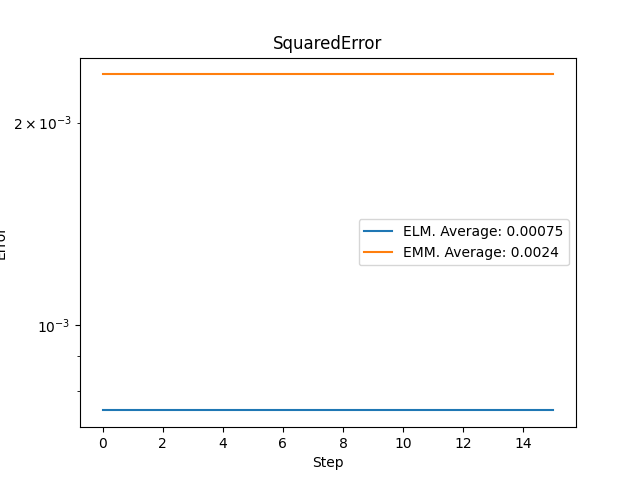 SquaredError
2 × 10⁻³
10⁻³
Error
ELM. Average: 0.00075
EMM. Average: 0.0024
0 2 4 6 8 10 12 14
Step